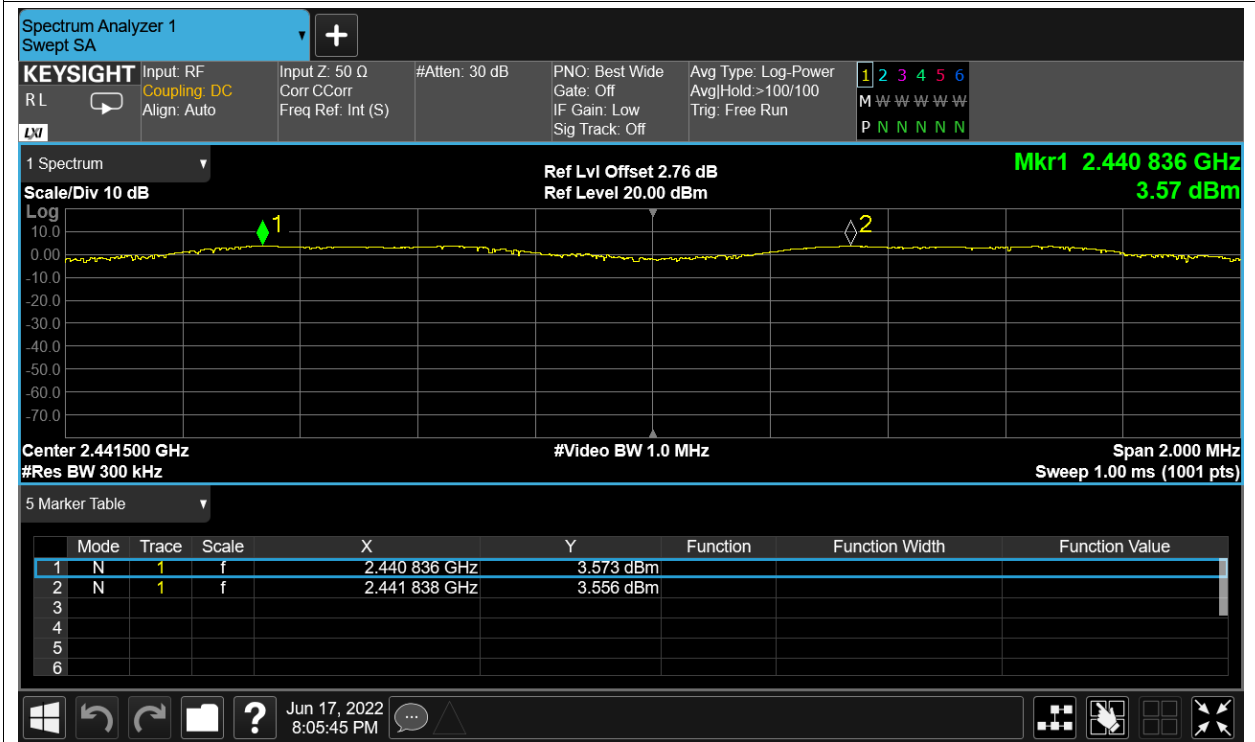 Spectrum Analyzer 1
Swept SA
+
KEYSIGHT Input: RF Input Z: 50 Ω #Atten: 30 dB PNO: Best Wide Avg Type: Log-Power 1 2 3 4 5 6
R L Coupling: DC Corr CCorr Gate: Off Avg|Hold:>100/100 M W W W W W
Align: Auto Freq Ref: Int (S) IF Gain: Low Trig: Free Run
LXI Sig Track: Off P N N N N N
1 Spectrum Ref Lvl Offset 2.76 dB Mkr1 2.440 836 GHz
Scale/Div 10 dB Ref Level 20.00 dBm 3.57 dBm
Log
1 2
10.0
0.00
-10.0
-20.0
-30.0
-40.0
-50.0
-60.0
-70.0
Center 2.441500 GHz #Video BW 1.0 MHz Span 2.000 MHz
#Res BW 300 kHz Sweep 1.00 ms (1001 pts)
5 Marker Table
Mode Trace Scale X Y Function Function Width Function Value
1 N 1 f 2.440 836 GHz 3.573 dBm
2 N 1 f 2.441 838 GHz 3.556 dBm
3
4
5
6
? Jun 17, 2022
8:05:45 PM